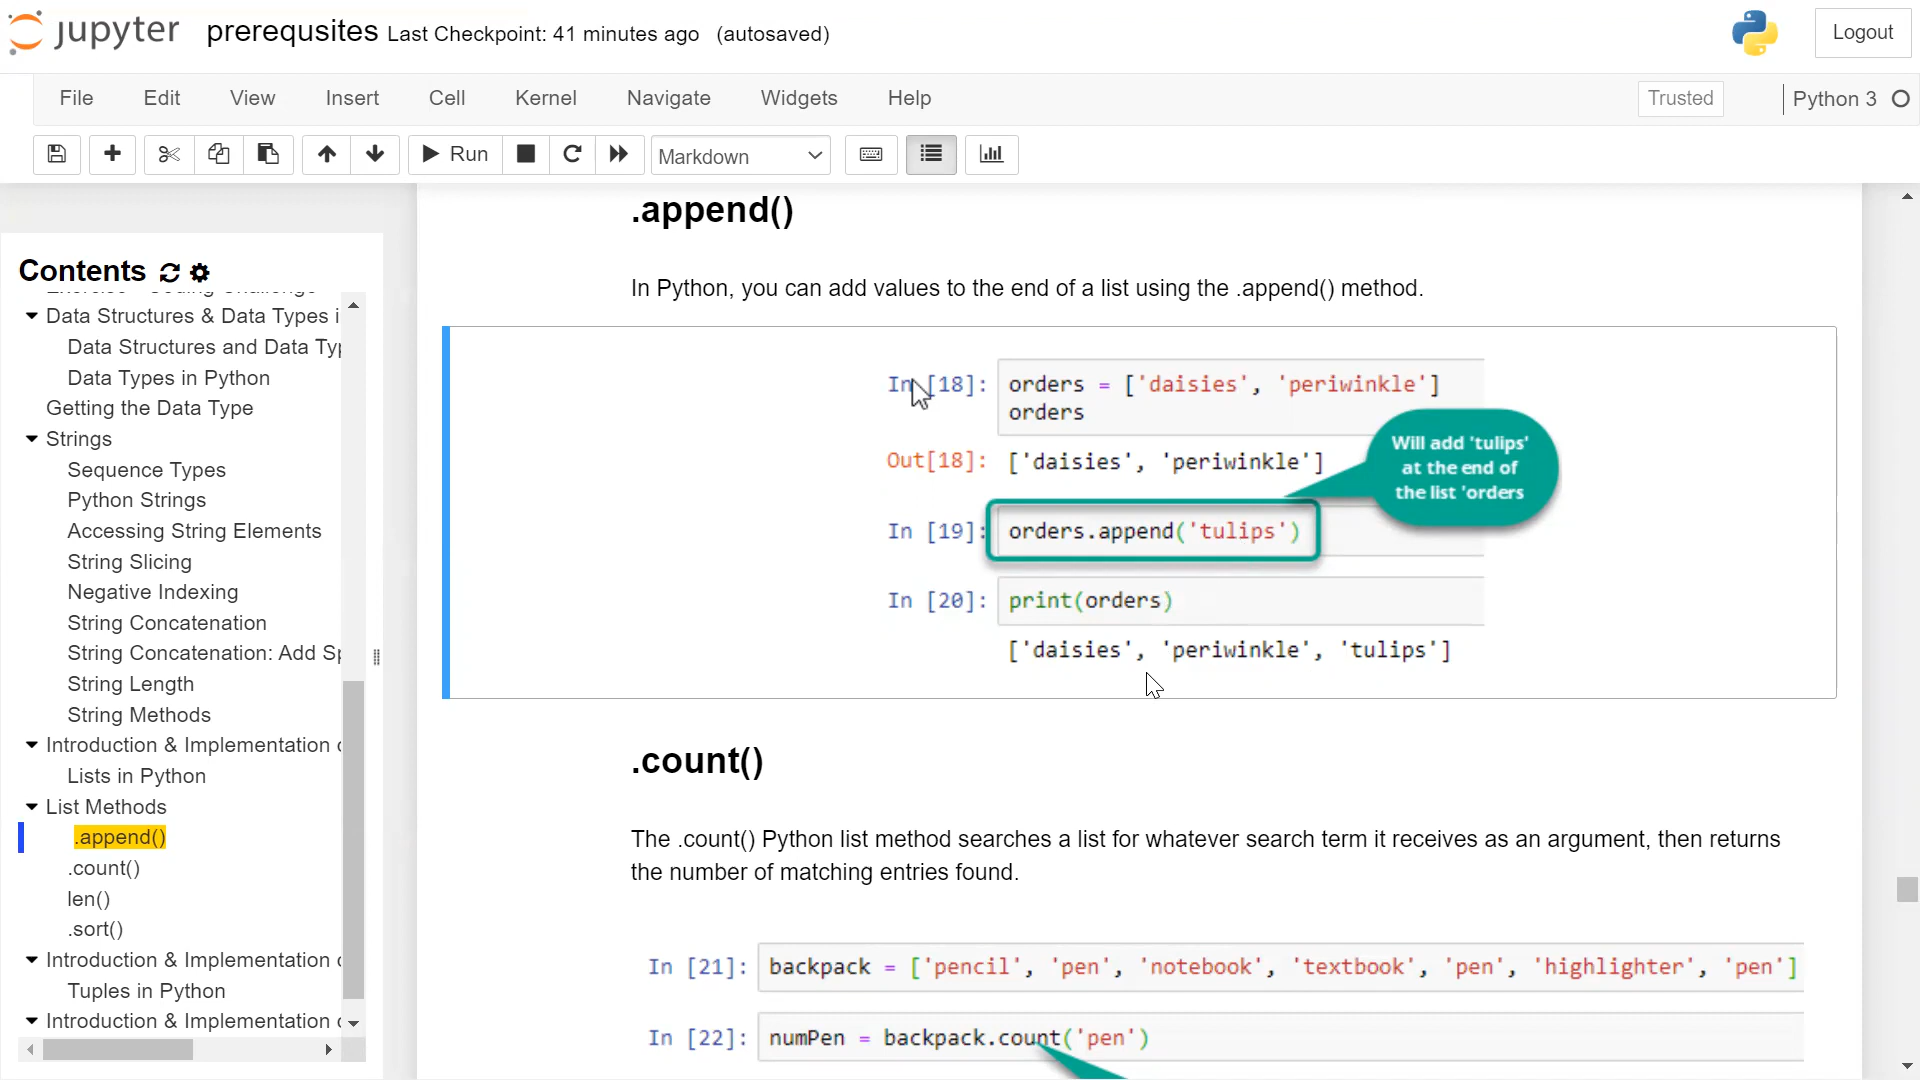 jupyter prerequsites Last Checkpoint: 41 minutes ago (autosaved)
Logout
File Edit View Insert Cell Kernel Navigate Widgets Help
Trusted
Python 3
Run
Markdown
Contents
Data Structures & Data Types i
Data Structures and Data Typ
Data Types in Python
Getting the Data Type
Strings
Sequence Types
Python Strings
Accessing String Elements
String Slicing
Negative Indexing
String Concatenation
String Concatenation: Add Sp
String Length
String Methods
Introduction & Implementation o
Lists in Python
List Methods
.append()
.count()
len()
.sort()
Introduction & Implementation o
Tuples in Python
Introduction & Implementation o
.append()
In Python, you can add values to the end of a list using the .append() method.
In [18]: orders = ['daisies', 'periwinkle']
orders
Out[18]: ['daisies', 'periwinkle']
Will add 'tulips'
at the end of
the list 'orders
In [19]: orders.append('tulips')
In [20]: print(orders)
['daisies', 'periwinkle', 'tulips']
.count()
The .count() Python list method searches a list for whatever search term it receives as an argument, then returns
the number of matching entries found.
In [21]: backpack = ['pencil', 'pen', 'notebook', 'textbook', 'pen', 'highlighter', 'pen']
In [22]: numPen = backpack.count('pen')